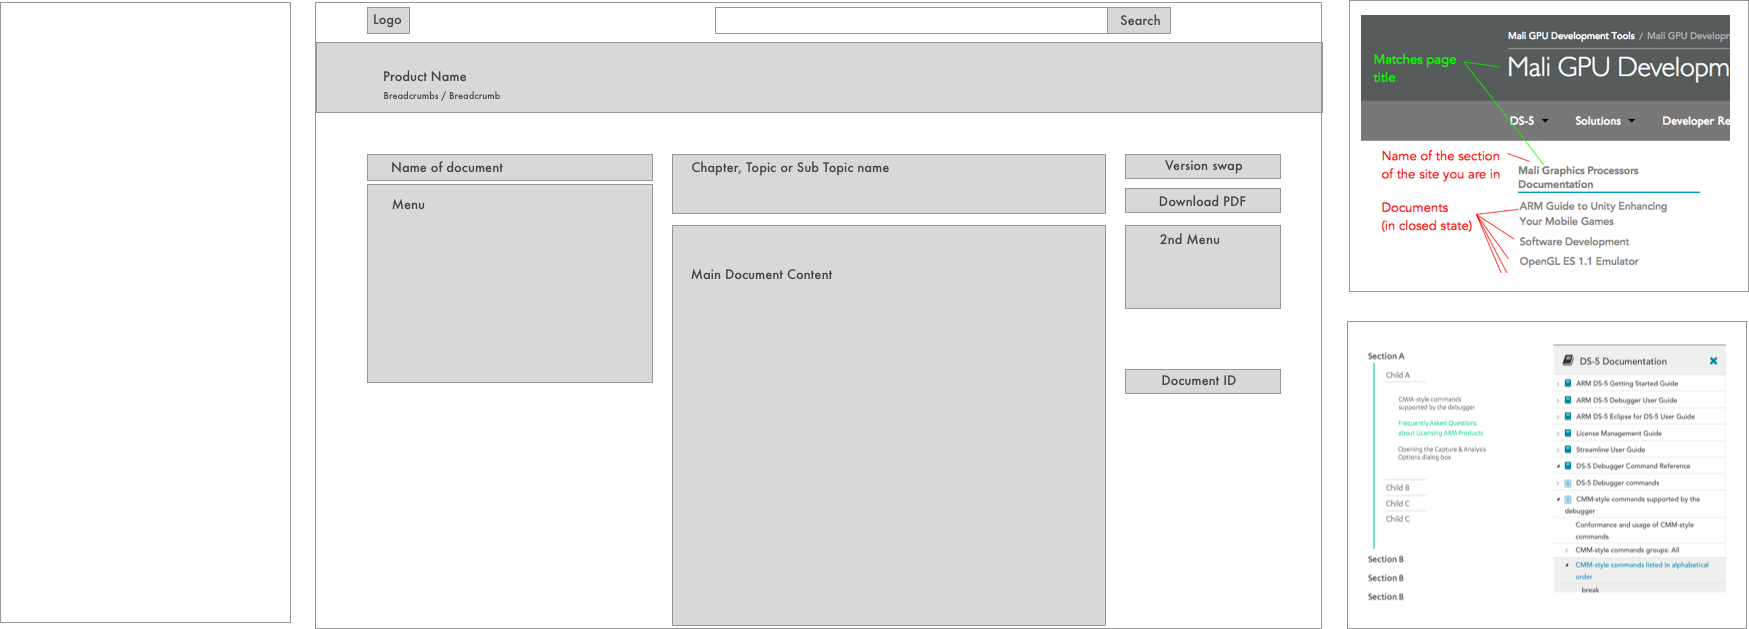 Logo
Search
Product Name
Breadcrumbs / Breadcrumb
Name of document
Menu
Chapter, Topic or Sub Topic name
Main Document Content
Version swap
Download PDF
2nd Menu
Document ID
Mali GPU Development Tools / Mali GPU Developm
Matches page
title
Mali GPU Developm
DS-5 Solutions Developer Re
Name of the section
of the site you are in
Mali Graphics Processors
Documentation
Documents
(in closed state)
ARM Guide to Unity Enhancing
Your Mobile Games
Software Development
OpenGL ES 1.1 Emulator
Section A
Child A
CMM-style commands
supported by the debugger
Frequently Asked Questions
about Licensing ARM Products
Opening the Capture & Analysis
Options dialog box
Child B
Child C
Child C
Section B
Section B
Section B
DS-5 Documentation
ARM DS-5 Getting Started Guide
ARM DS-5 Debugger User Guide
ARM DS-5 Eclipse for DS-5 User Guide
License Management Guide
Streamline User Guide
DS-5 Debugger Command Reference
DS-5 Debugger commands
CMM-style commands supported by the
debugger
Conformance and usage of CMM-style
commands
CMM-style commands groups: All
CMM-style commands listed in alphabetical
order
break